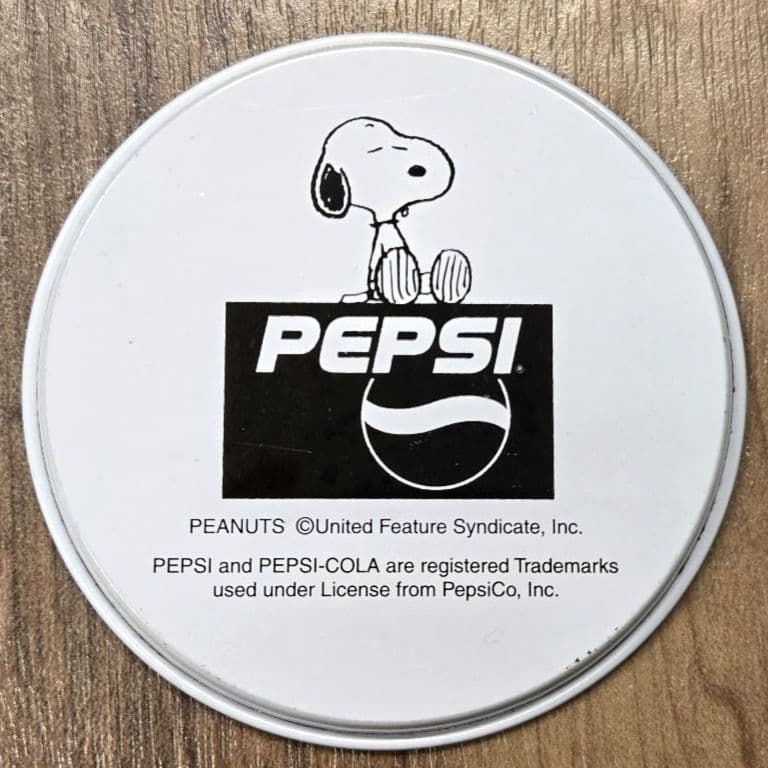 PEPSI®
PEANUTS ©United Feature Syndicate, Inc.
PEPSI and PEPSI-COLA are registered Trademarks
used under License from PepsiCo, Inc.